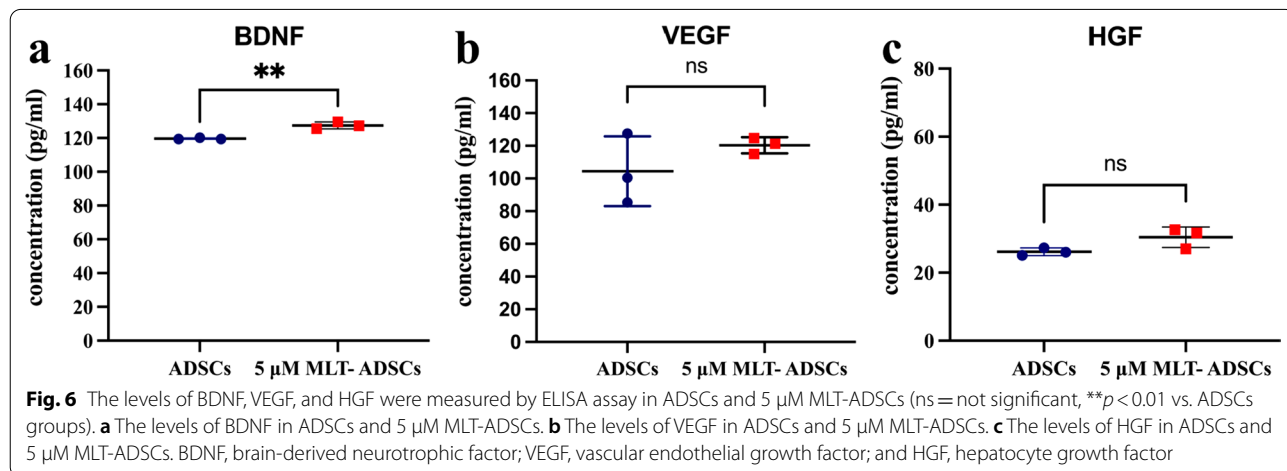 a
BDNF
concentration (pg/ml)
160
140
120
100
80
60
40
20
0
**
ADSCs
5 μM MLT- ADSCs
b
VEGF
concentration (pg/ml)
160
140
120
100
80
60
40
20
0
ns
ADSCs
5 μM MLT- ADSCs
c
HGF
concentration (pg/ml)
80
60
40
20
0
ns
ADSCs
5 μM MLT- ADSCs
Fig. 6 The levels of BDNF, VEGF, and HGF were measured by ELISA assay in ADSCs and 5 μM MLT-ADSCs (ns = not significant, **p < 0.01 vs. ADSCs
groups). a The levels of BDNF in ADSCs and 5 μM MLT-ADSCs. b The levels of VEGF in ADSCs and 5 μM MLT-ADSCs. c The levels of HGF in ADSCs and
5 μM MLT-ADSCs. BDNF, brain-derived neurotrophic factor; VEGF, vascular endothelial growth factor; and HGF, hepatocyte growth factor